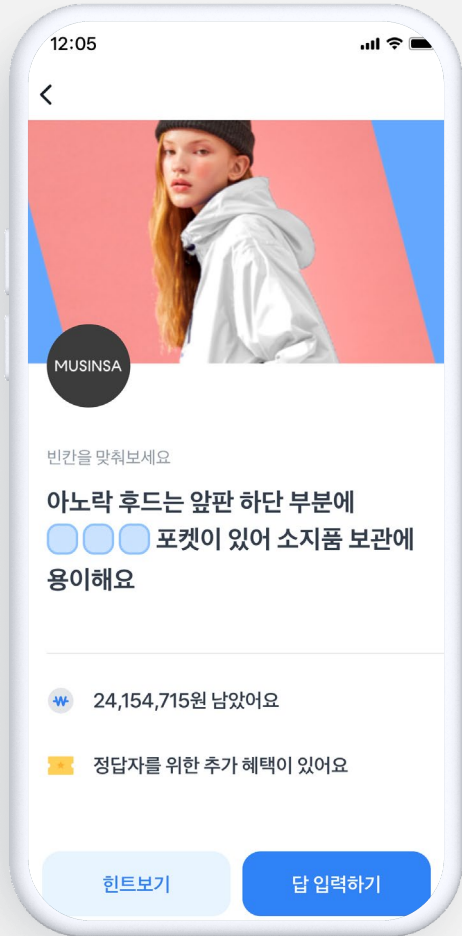 12:05
MUSINSA
빈칸을 맞춰보세요
아노락 후드는 앞판 하단 부분에
포켓이 있어 소지품 보관에
용이해요
₩ 24,154,715원 남았어요
정답자를 위한 추가 혜택이 있어요
힌트보기 답 입력하기